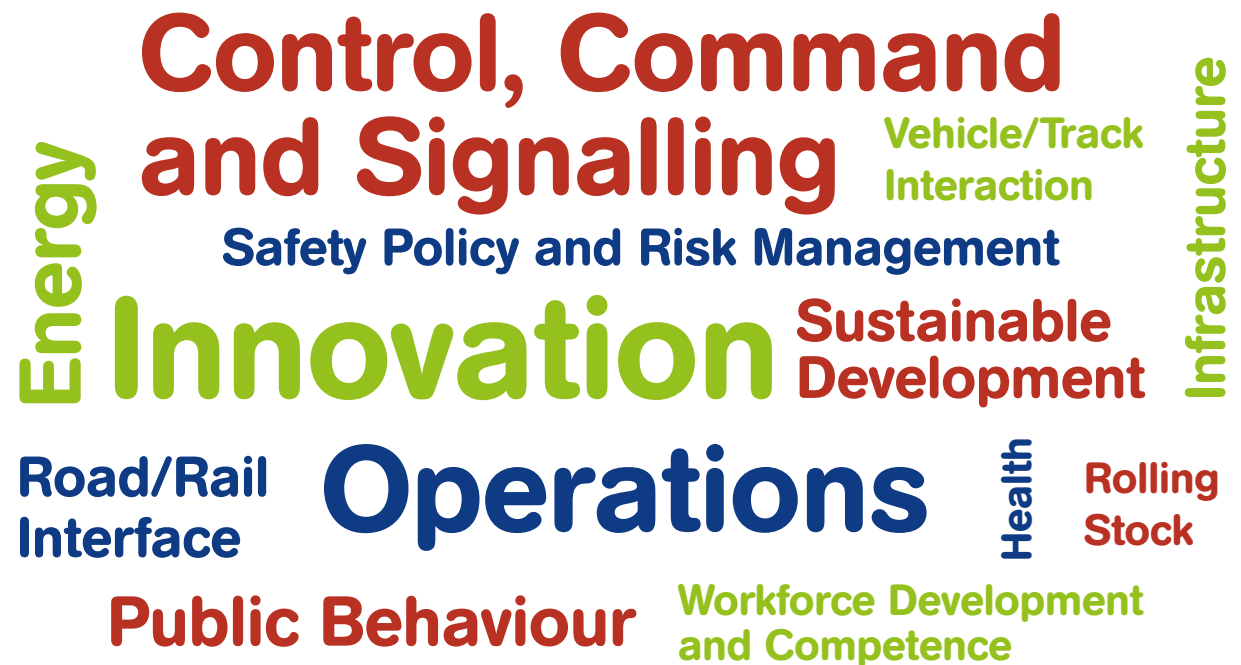 Control, Command
and Signalling
Vehicle/Track
Interaction
Infrastructure
Energy
Safety Policy and Risk Management
Innovation
Sustainable
Development
Road/Rail
Interface
Operations
Health
Rolling
Stock
Public Behaviour
Workforce Development
and Competence